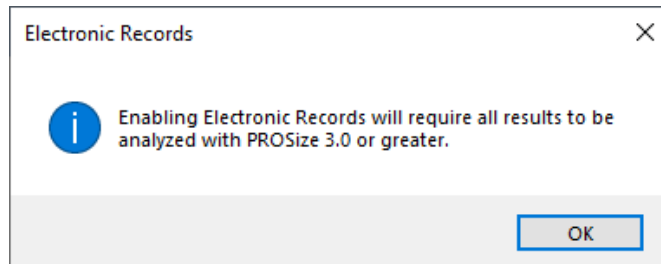 Electronic Records
Enabling Electronic Records will require all results to be
analyzed with PROSize 3.0 or greater.
OK